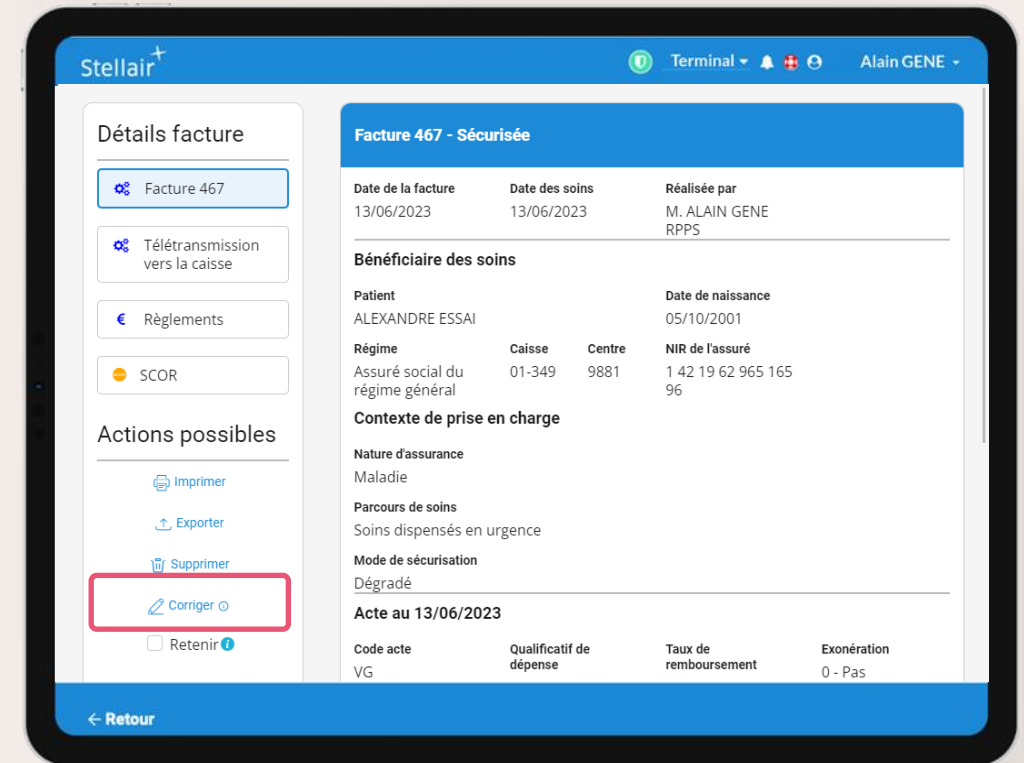 Stellair
Terminal
Alain GENE
Détails facture
Facture 467
Télétransmission
vers la caisse
€ Règlements
SCOR
Actions possibles
Imprimer
Exporter
Supprimer
Corriger
Retenir
Facture 467 - Sécurisée
Date de la facture Date des soins Réalisée par
13/06/2023 13/06/2023 M. ALAIN GENE
RPPS
Bénéficiaire des soins
Patient Date de naissance
ALEXANDRE ESSAI 05/10/2001
Régime Caisse Centre NIR de l'assuré
Assuré social du 01-349 9881 1 42 19 62 965 165
régime général 96
Contexte de prise en charge
Nature d'assurance
Maladie
Parcours de soins
Soins dispensés en urgence
Mode de sécurisation
Dégradé
Acte au 13/06/2023
Code acte Qualificatif de Taux de Exonération
dépense remboursement
VG 0 - Pas
← Retour